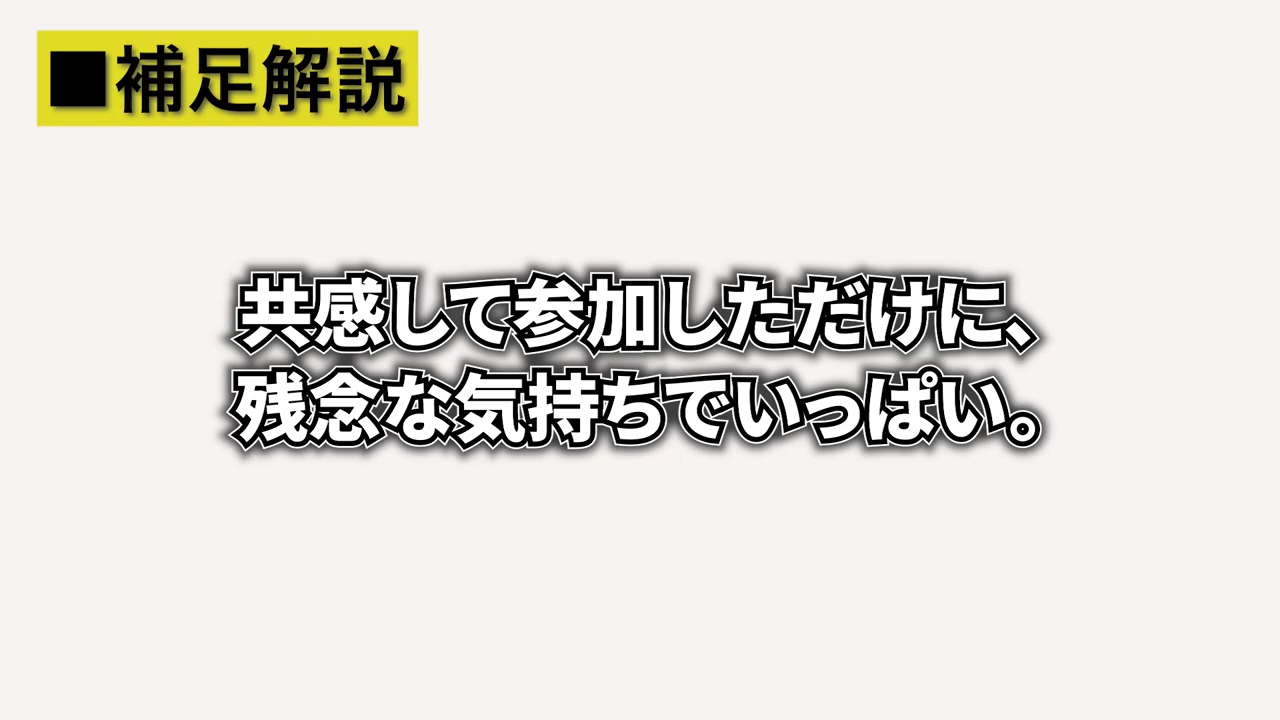 ■補足解説
共感して参加しただけに、
残念な気持ちでいっぱい。